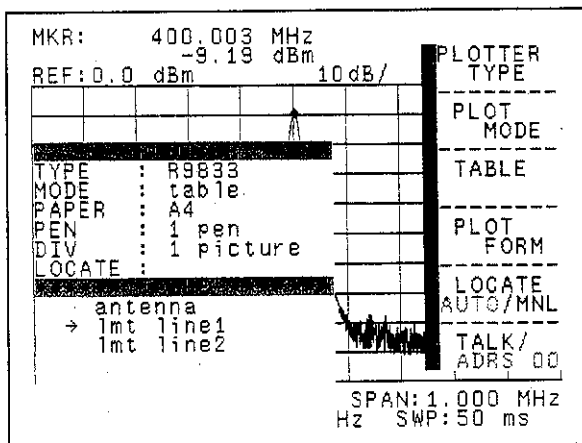 MKR: 400.003 MHz
-9.19 dBm
REF:0.0 dBm 10dB/
TYPE : R9833
MODE : table
PAPER : A4
PEN : 1 pen
DIV : 1 picture
LOCATE :
antenna
→ lmt line1
lmt line2
PLOTTER
TYPE
PLOT
MODE
TABLE
PLOT
FORM
LOCATE
AUTO/MNL
TALK/
ADRS 00
SPAN:1.000 MHz
Hz SWP:50 ms